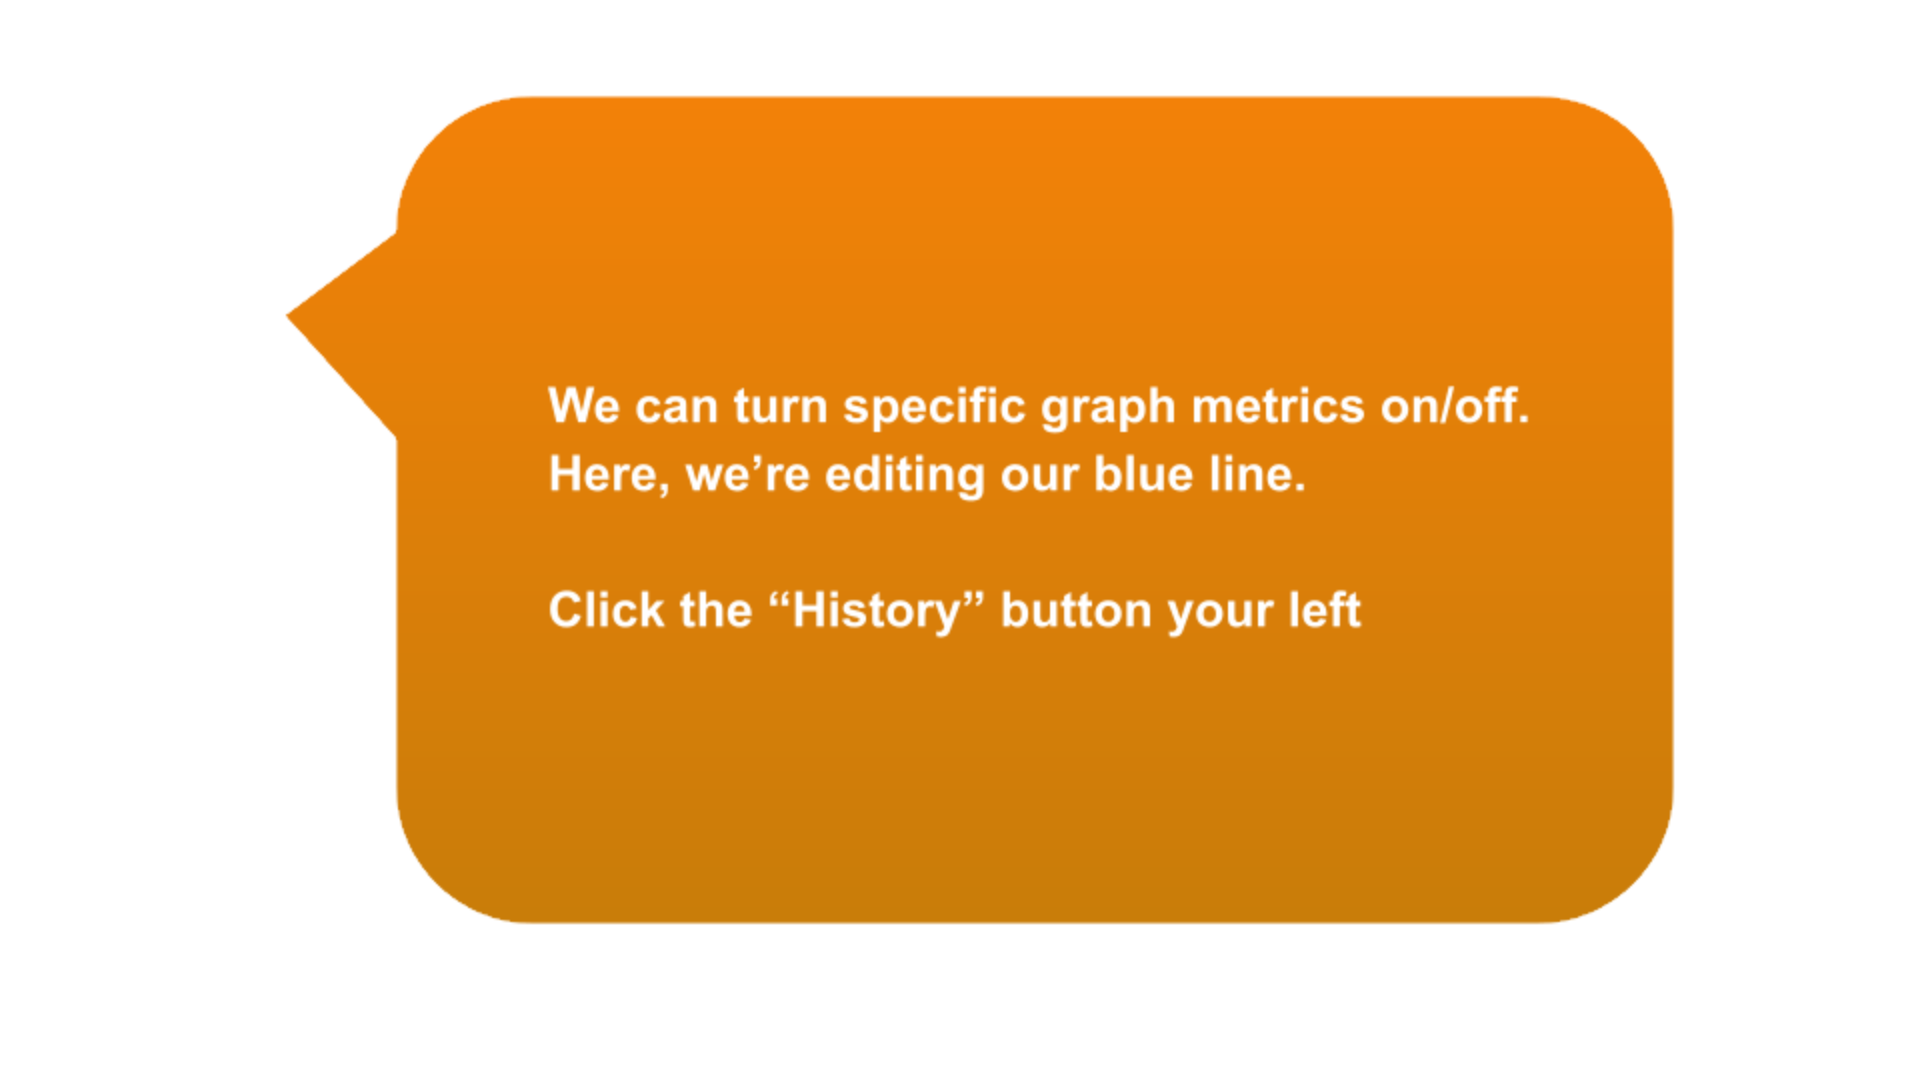 We can turn specific graph metrics on/off.
Here, we’re editing our blue line.
Click the “History” button your left